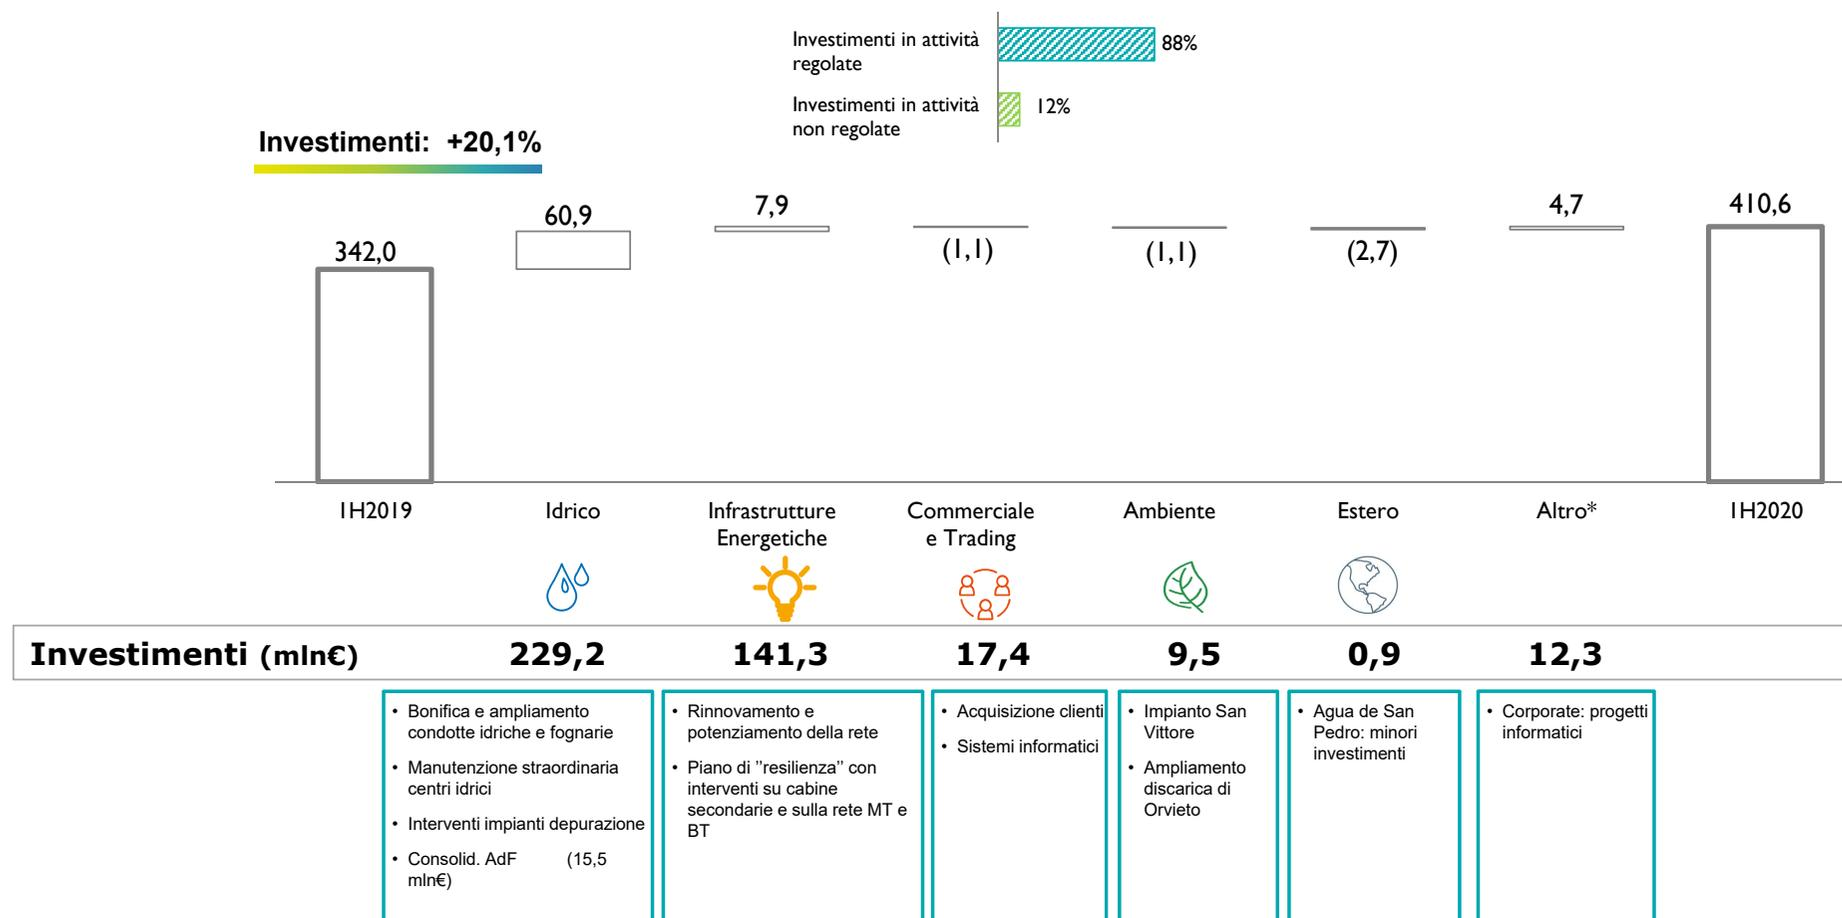 Investimenti in attività
regolate
88%
Investimenti in attività
non regolate
12%
Investimenti: +20,1%
342,0
60,9
7,9
(1,1)
(1,1)
(2,7)
4,7
410,6
1H2019
Idrico
Infrastrutture
Energetiche
Commerciale
e Trading
Ambiente
Estero
Altro*
1H2020
Investimenti (mln€) 229,2 141,3 17,4 9,5 0,9 12,3
• Bonifica e ampliamento
condotte idriche e fognarie
• Manutenzione straordinaria
centri idrici
• Interventi impianti depurazione
• Consolid. AdF (15,5
mln€)
• Rinnovamento e
potenziamento della rete
• Piano di "resilienza" con
interventi su cabine
secondarie e sulla rete MT e
BT
• Acquisizione clienti
• Sistemi informatici
• Impianto San
Vittore
• Ampliamento
discarica di
Orvieto
• Agua de San
Pedro: minori
investimenti
• Corporate: progetti
informatici